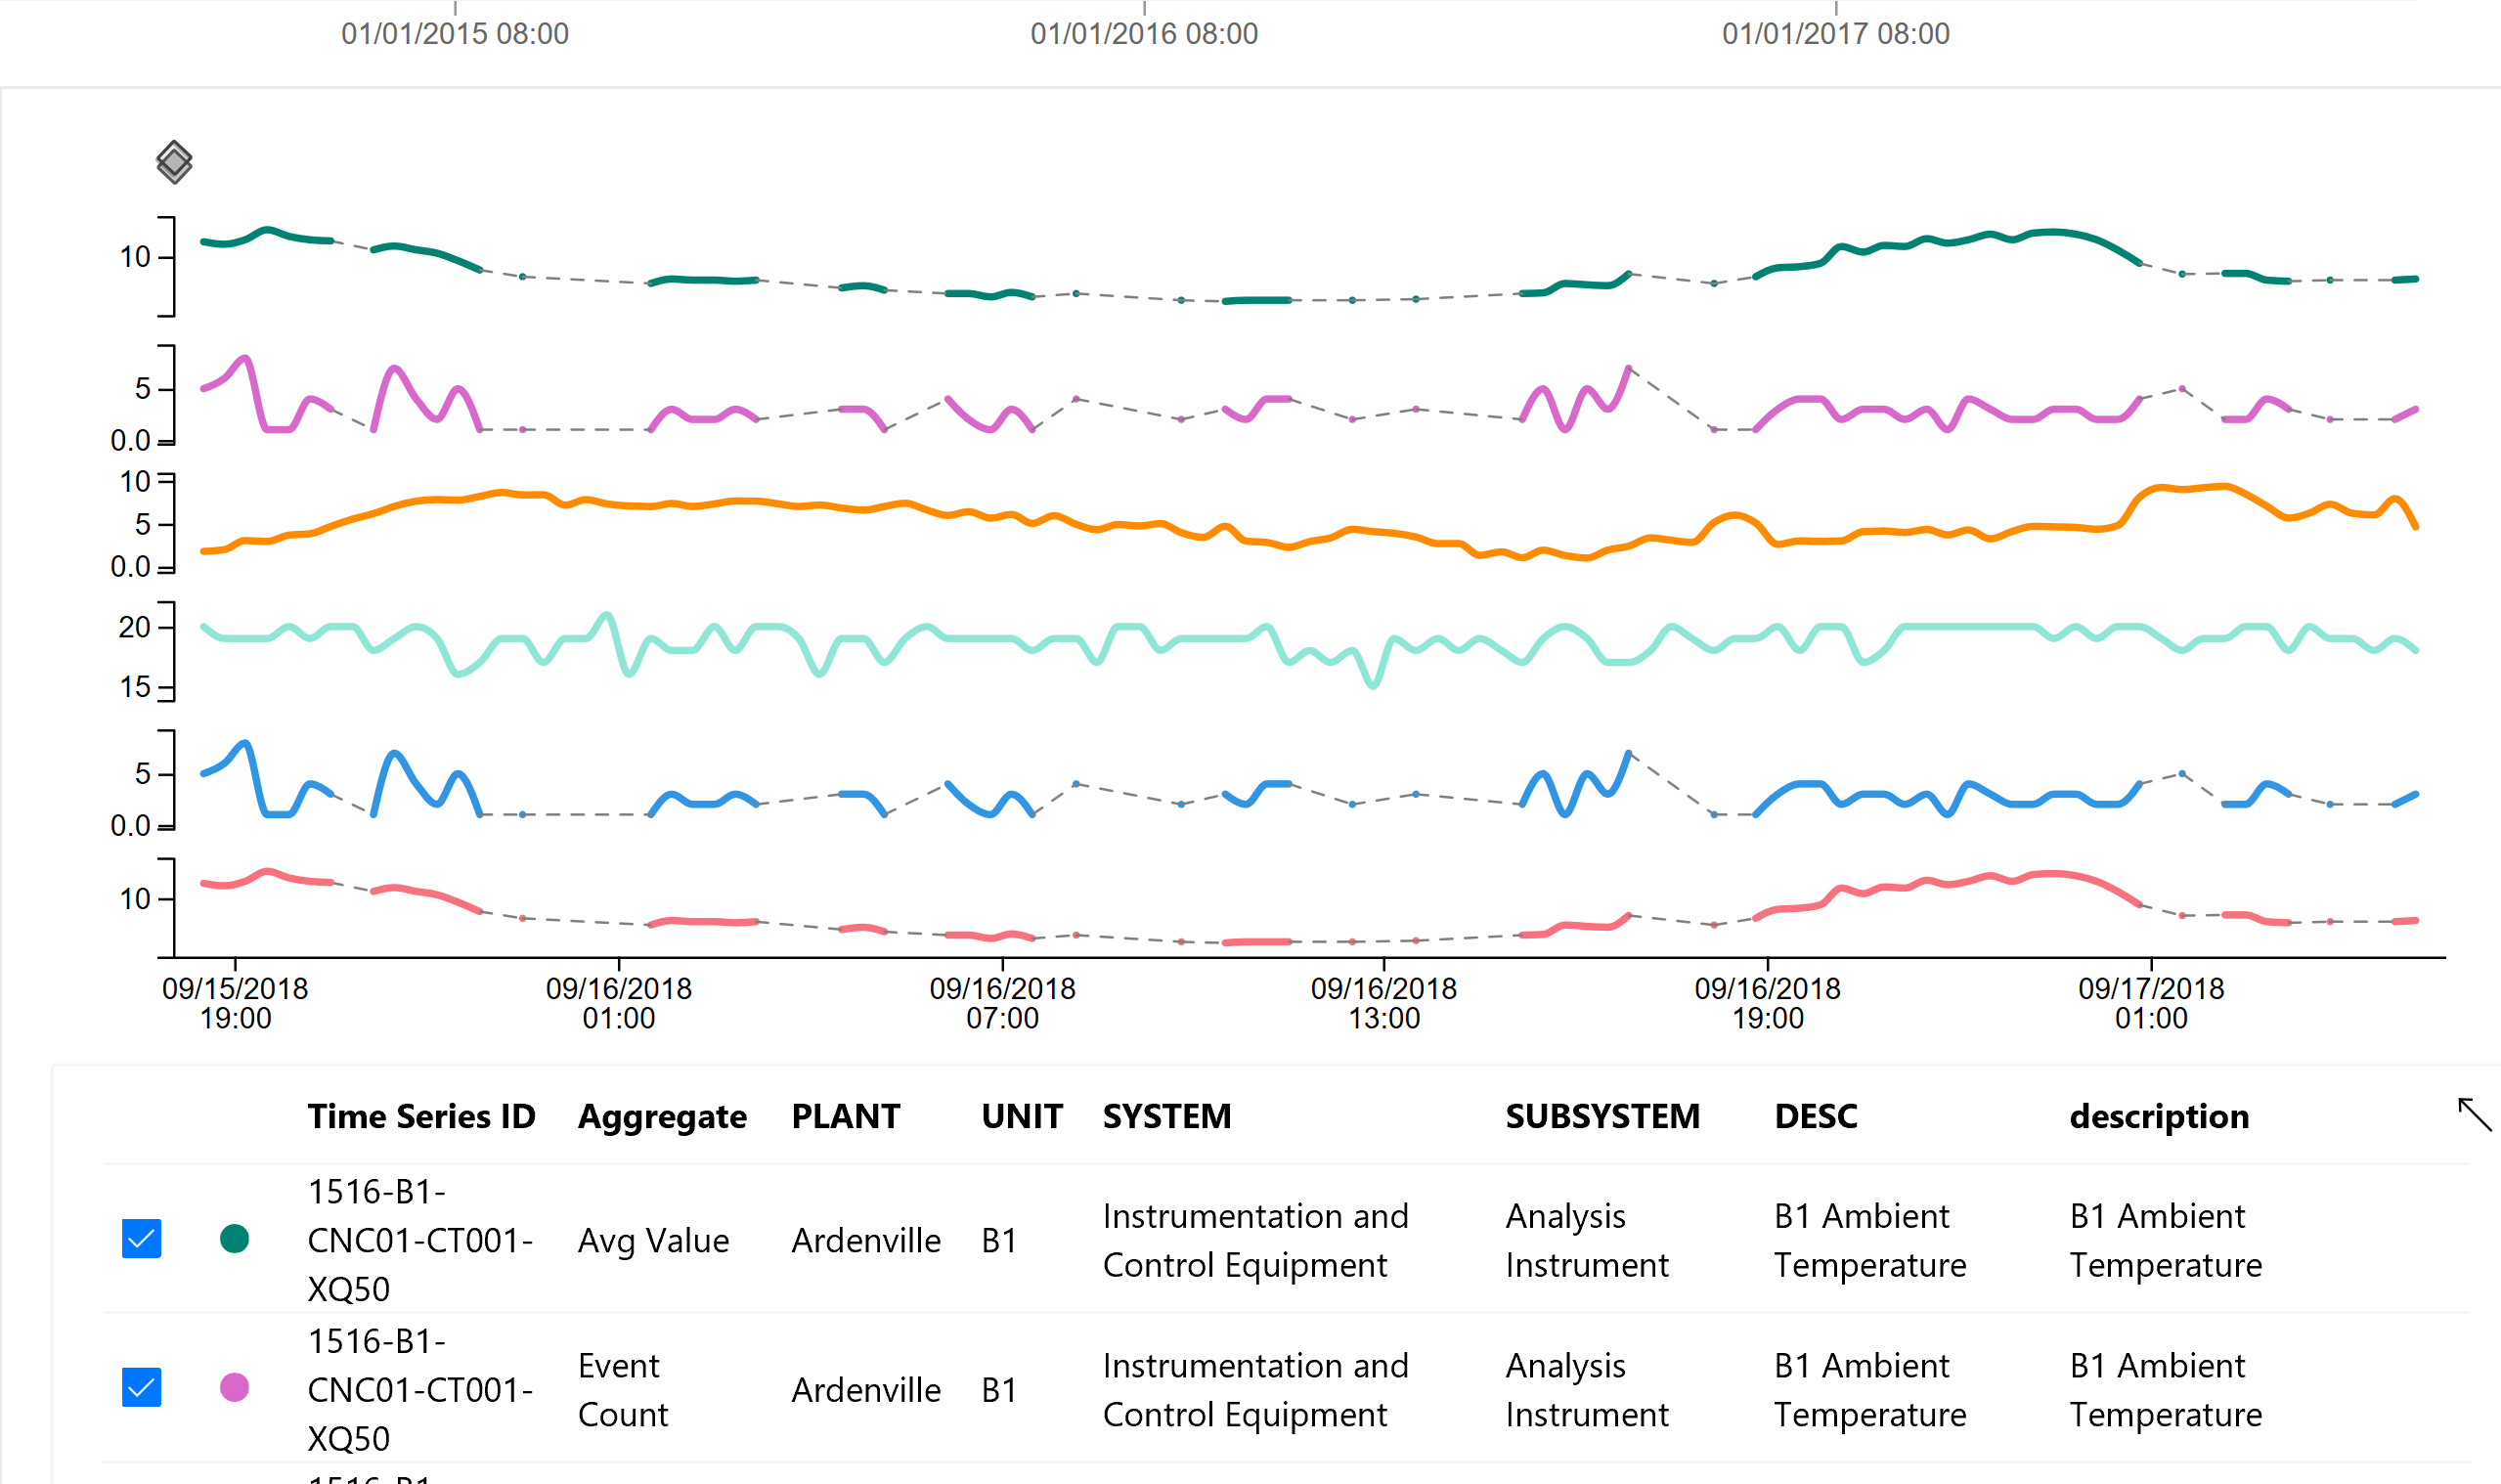 01/01/2015 08:00 01/01/2016 08:00 01/01/2017 08:00
10
5
0.0
10
5
0.0
20
15
5
0.0
10
09/15/2018 09/16/2018 09/16/2018 09/16/2018 09/16/2018 09/17/2018
19:00 01:00 07:00 13:00 19:00 01:00
Time Series ID Aggregate PLANT UNIT SYSTEM SUBSYSTEM DESC description
1516-B1-
Instrumentation and Analysis B1 Ambient B1 Ambient
CNC01-CT001- Avg Value Ardenville B1
Control Equipment Instrument Temperature Temperature
XQ50
1516-B1-
Event Instrumentation and Analysis B1 Ambient B1 Ambient
CNC01-CT001- Ardenville B1
Count Control Equipment Instrument Temperature Temperature
XQ50